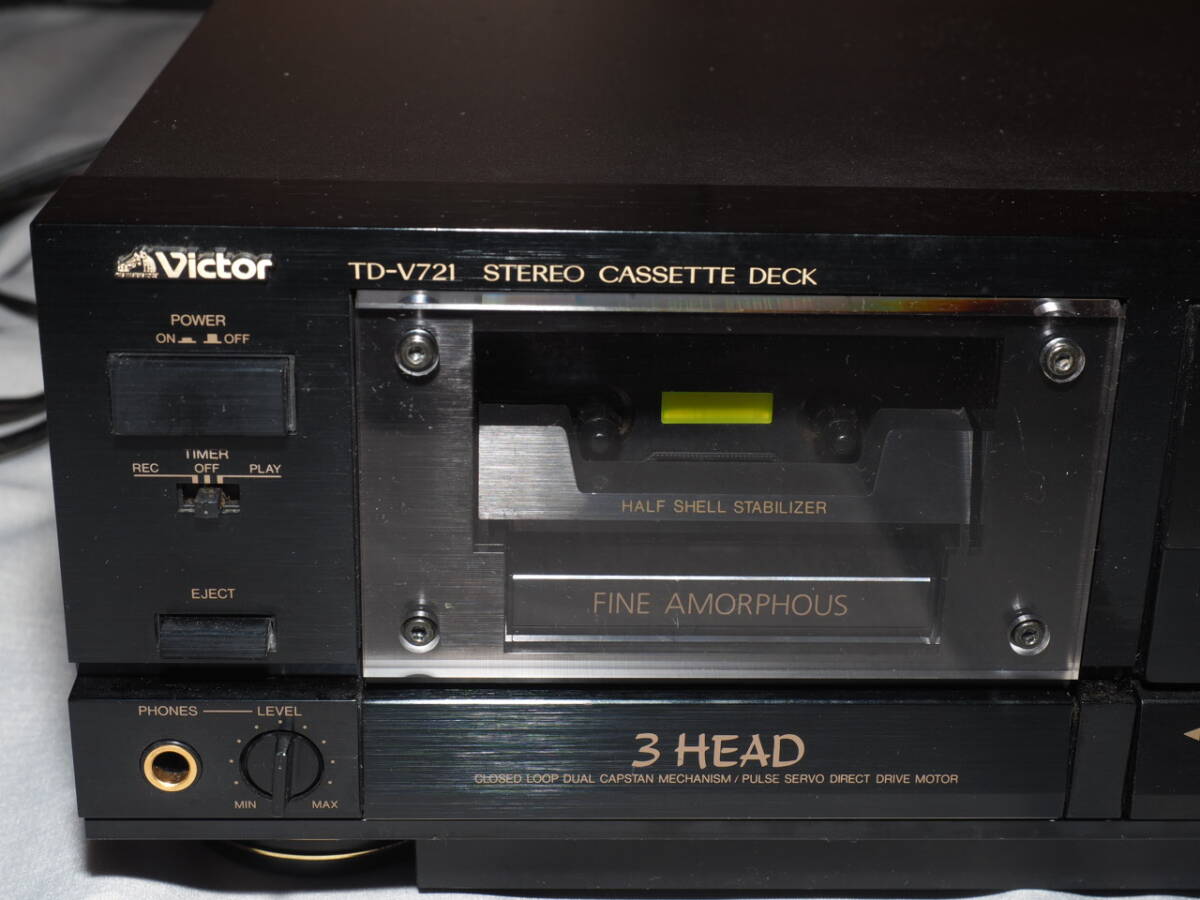 Victor
TD-V721 STEREO CASSETTE DECK
POWER
ON OFF
TIMER
REC OFF PLAY
EJECT
HALF SHELL STABILIZER
FINE AMORPHOUS
PHONES LEVEL
MIN MAX
3 HEAD
CLOSED LOOP DUAL CAPSTAN MECHANISM / PULSE SERVO DIRECT DRIVE MOTOR